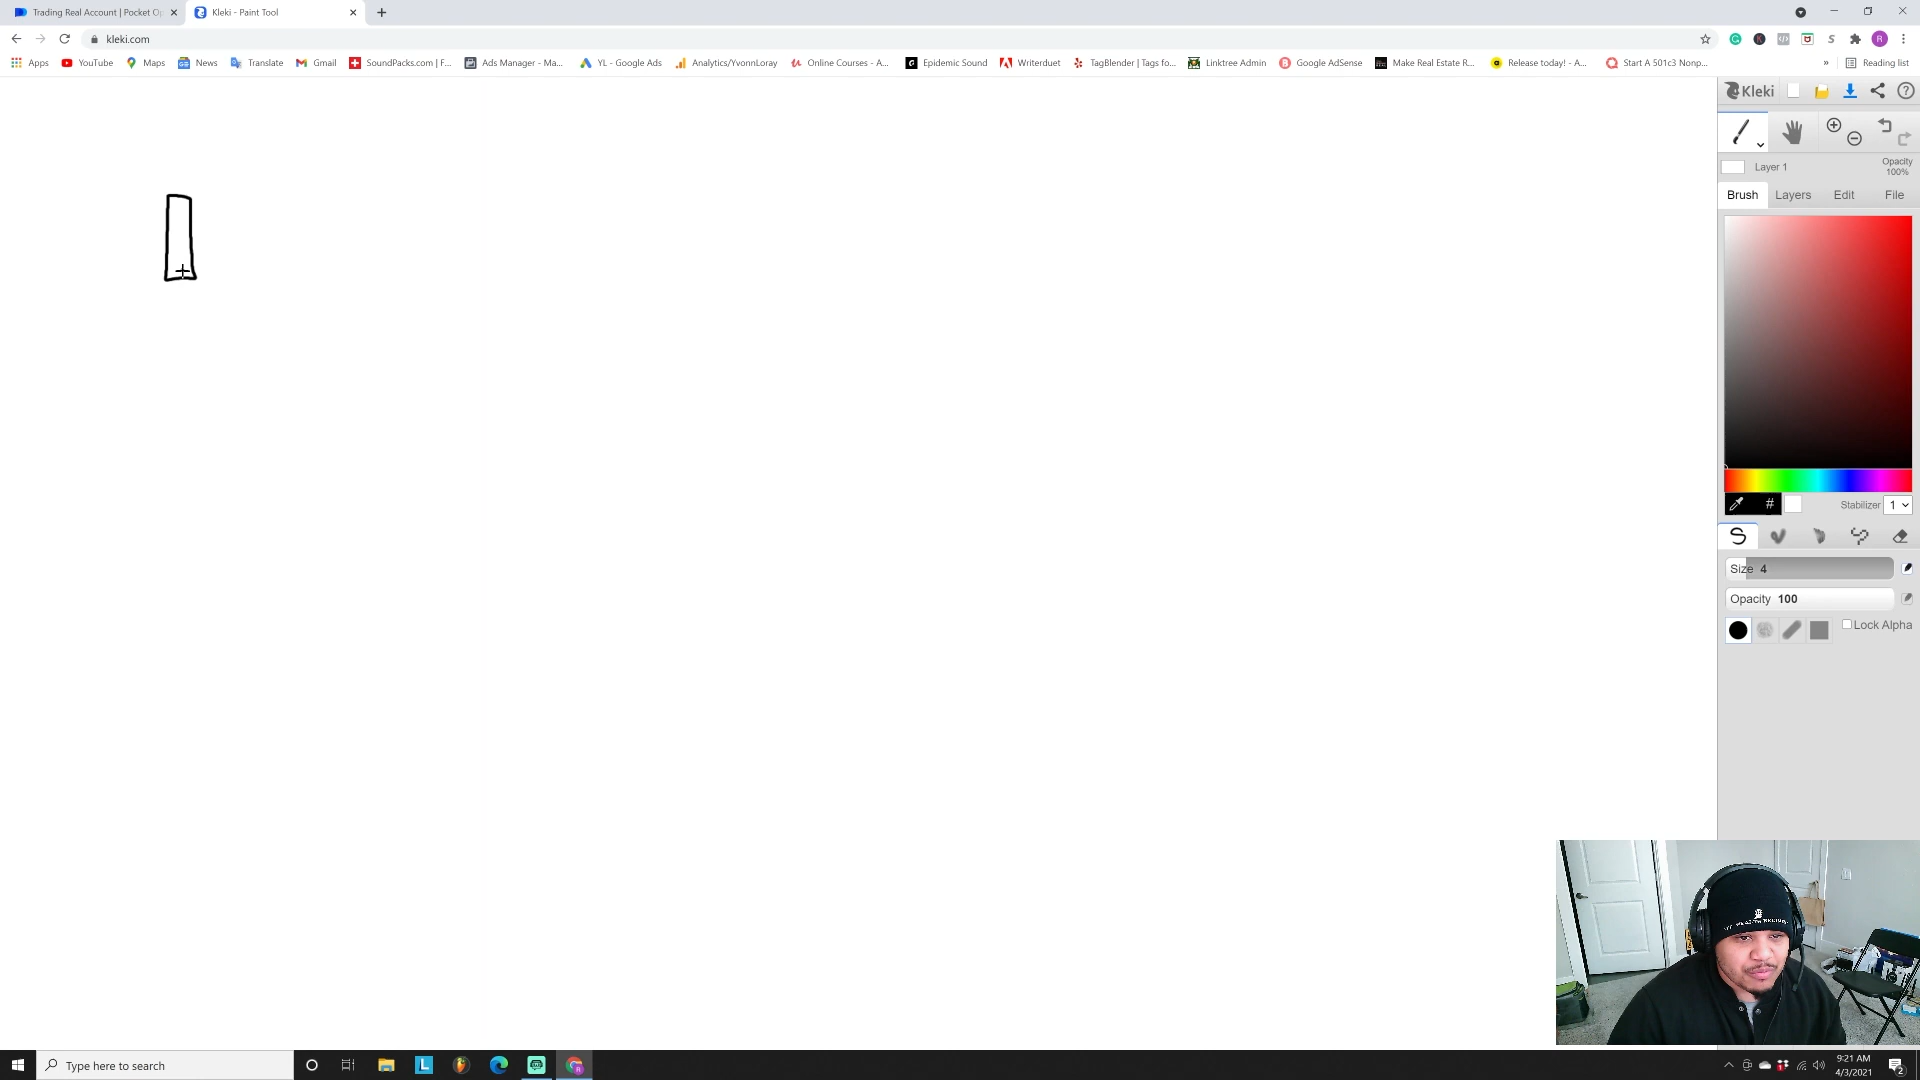 Trading Real Account | Pocket Op
Kleki - Paint Tool
kleki.com
Apps YouTube Maps News Translate Gmail SoundPacks.com | F... Ads Manager - Ma... YL - Google Ads Analytics/YvonnLoray Online Courses - A... Epidemic Sound Writerduet TagBlender | Tags fo... Linktree Admin Google AdSense Make Real Estate R... Release today! - A... Start A 501c3 Nonp... » Reading list
Kleki
Layer 1
Opacity
100%
Brush Layers Edit File
# Stabilizer 1
Size 4
Opacity 100
Lock Alpha
Type here to search
9:21 AM
4/3/2021
2